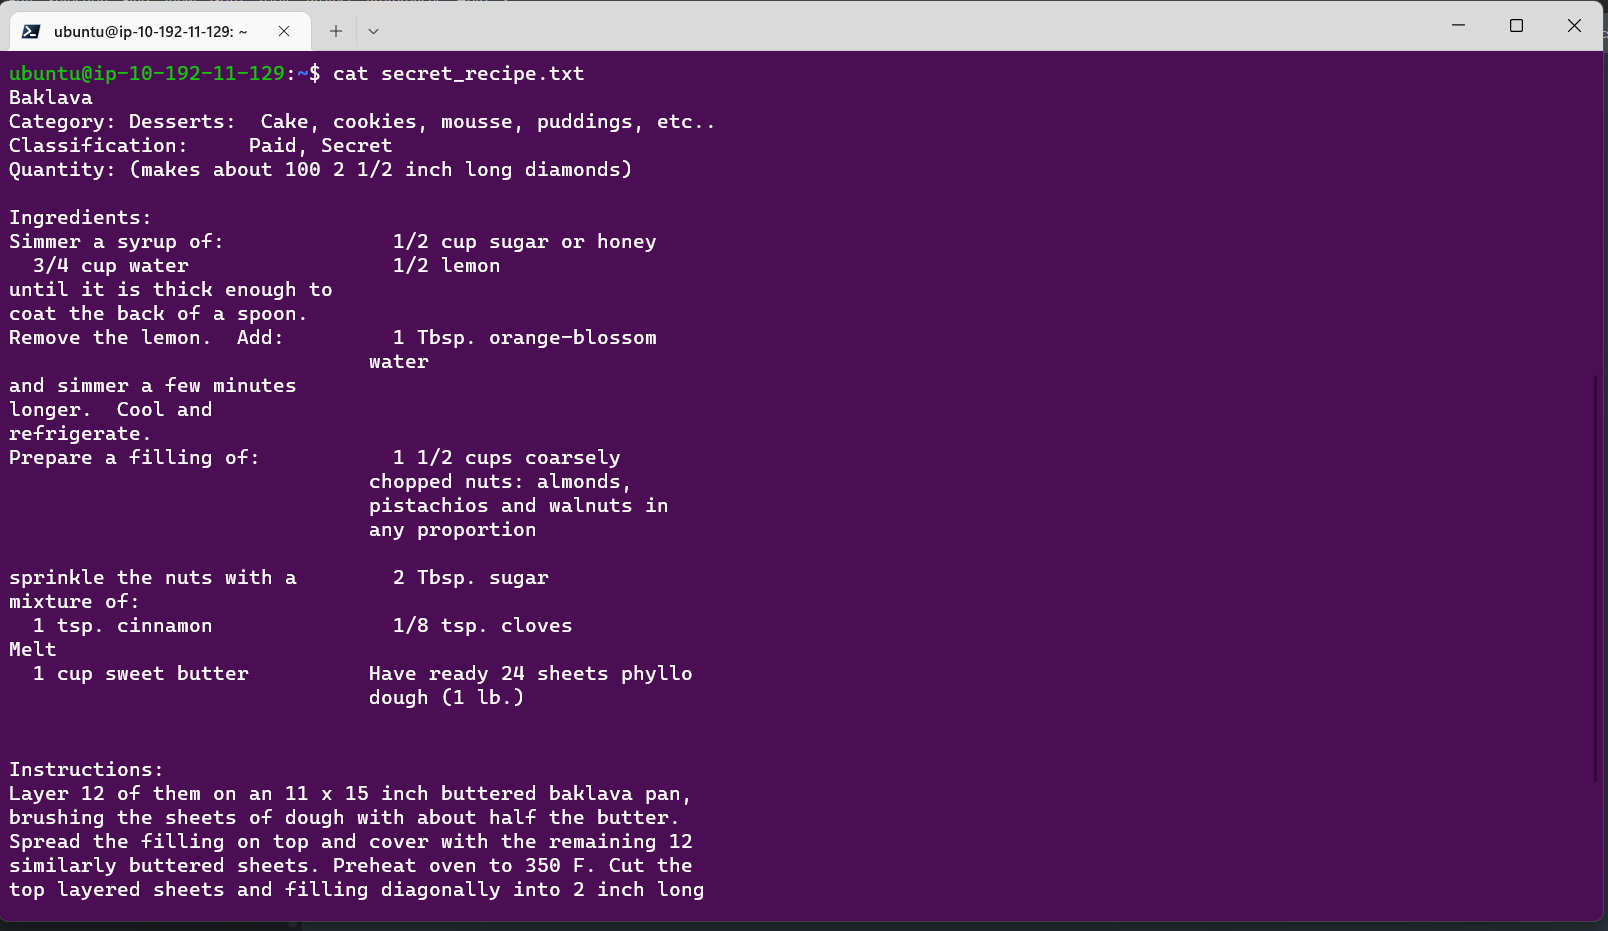 ubuntu@ip-10-192-11-129: ~
ubuntu@ip-10-192-11-129:~$ cat secret_recipe.txt
Baklava
Category: Desserts:  Cake, cookies, mousse, puddings, etc..
Classification:     Paid, Secret
Quantity: (makes about 100 2 1/2 inch long diamonds)

Ingredients:
Simmer a syrup of:              1/2 cup sugar or honey
  3/4 cup water                 1/2 lemon
until it is thick enough to
coat the back of a spoon.
Remove the lemon.  Add:         1 Tbsp. orange-blossom
                              water
and simmer a few minutes
longer.  Cool and
refrigerate.
Prepare a filling of:           1 1/2 cups coarsely
                              chopped nuts: almonds,
                              pistachios and walnuts in
                              any proportion

sprinkle the nuts with a        2 Tbsp. sugar
mixture of:
  1 tsp. cinnamon               1/8 tsp. cloves
Melt
  1 cup sweet butter          Have ready 24 sheets phyllo
                              dough (1 lb.)

Instructions:
Layer 12 of them on an 11 x 15 inch buttered baklava pan,
brushing the sheets of dough with about half the butter.
Spread the filling on top and cover with the remaining 12
similarly buttered sheets. Preheat oven to 350 F. Cut the
top layered sheets and filling diagonally into 2 inch long